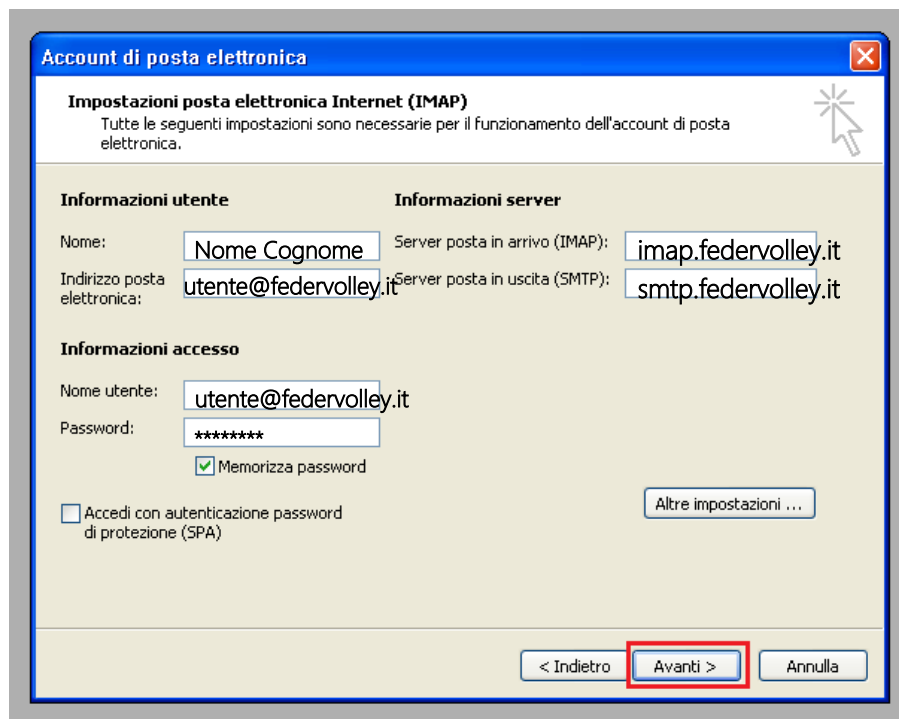 Account di posta elettronica
Impostazioni posta elettronica Internet (IMAP)
Tutte le seguenti impostazioni sono necessarie per il funzionamento dell'account di posta
elettronica.
Informazioni utente
Nome:
Nome Cognome
Indirizzo posta
elettronica:
utente@federvolley.it
Informazioni server
Server posta in arrivo (IMAP):
imap.federvolley.it
Server posta in uscita (SMTP):
smtp.federvolley.it
Informazioni accesso
Nome utente:
utente@federvolley.it
Password:
********
Memorizza password
Accedi con autenticazione password
di protezione (SPA)
Altre impostazioni ...
< Indietro
Avanti >
Annulla